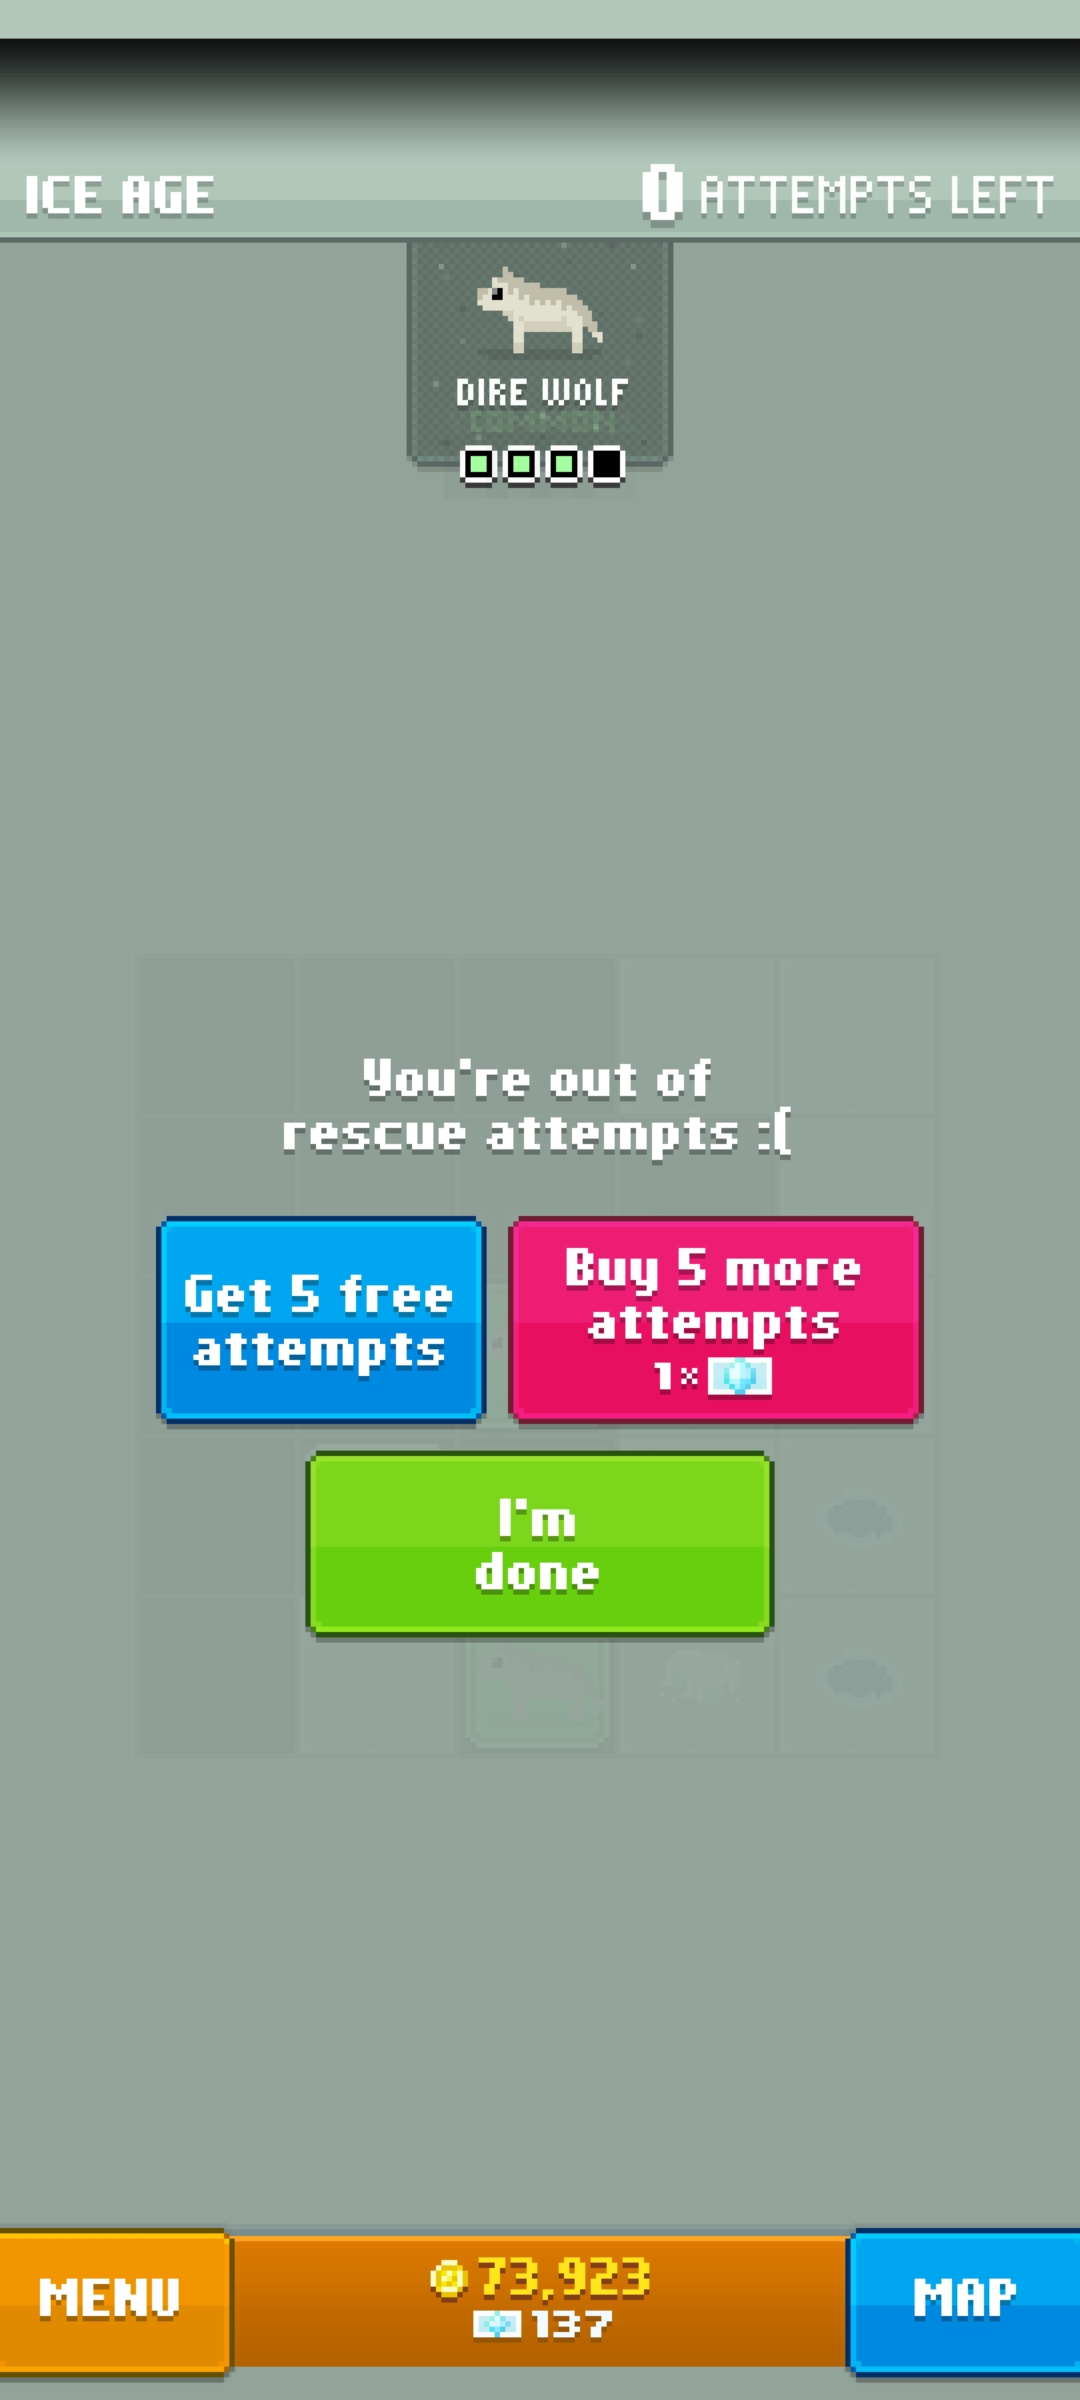 ICE AGE
0 ATTEMPTS LEFT
DIRE WOLF
COMMON
You're out of
rescue attempts :(
Get 5 free
attempts
Buy 5 more
attempts
1×
I'm
done
MENU
73,923
137
MAP